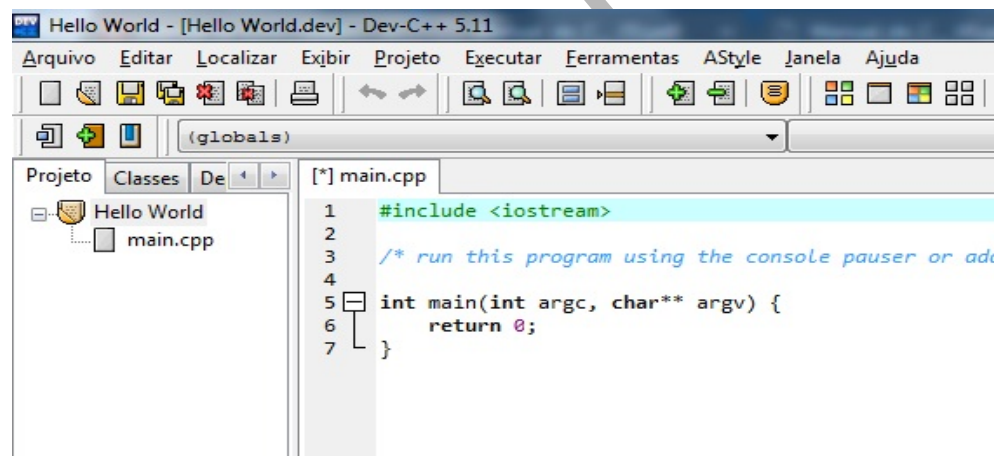 Hello World - [Hello World.dev] - Dev-C++ 5.11
Arquivo Editar Localizar Exibir Projeto Executar Ferramentas AStyle Janela Ajuda
(globals)
Projeto Classes De
[*] main.cpp
Hello World
main.cpp
1 #include <iostream>
2
3 /* run this program using the console pauser or add
4
5 int main(int argc, char** argv) {
6 return 0;
7 }